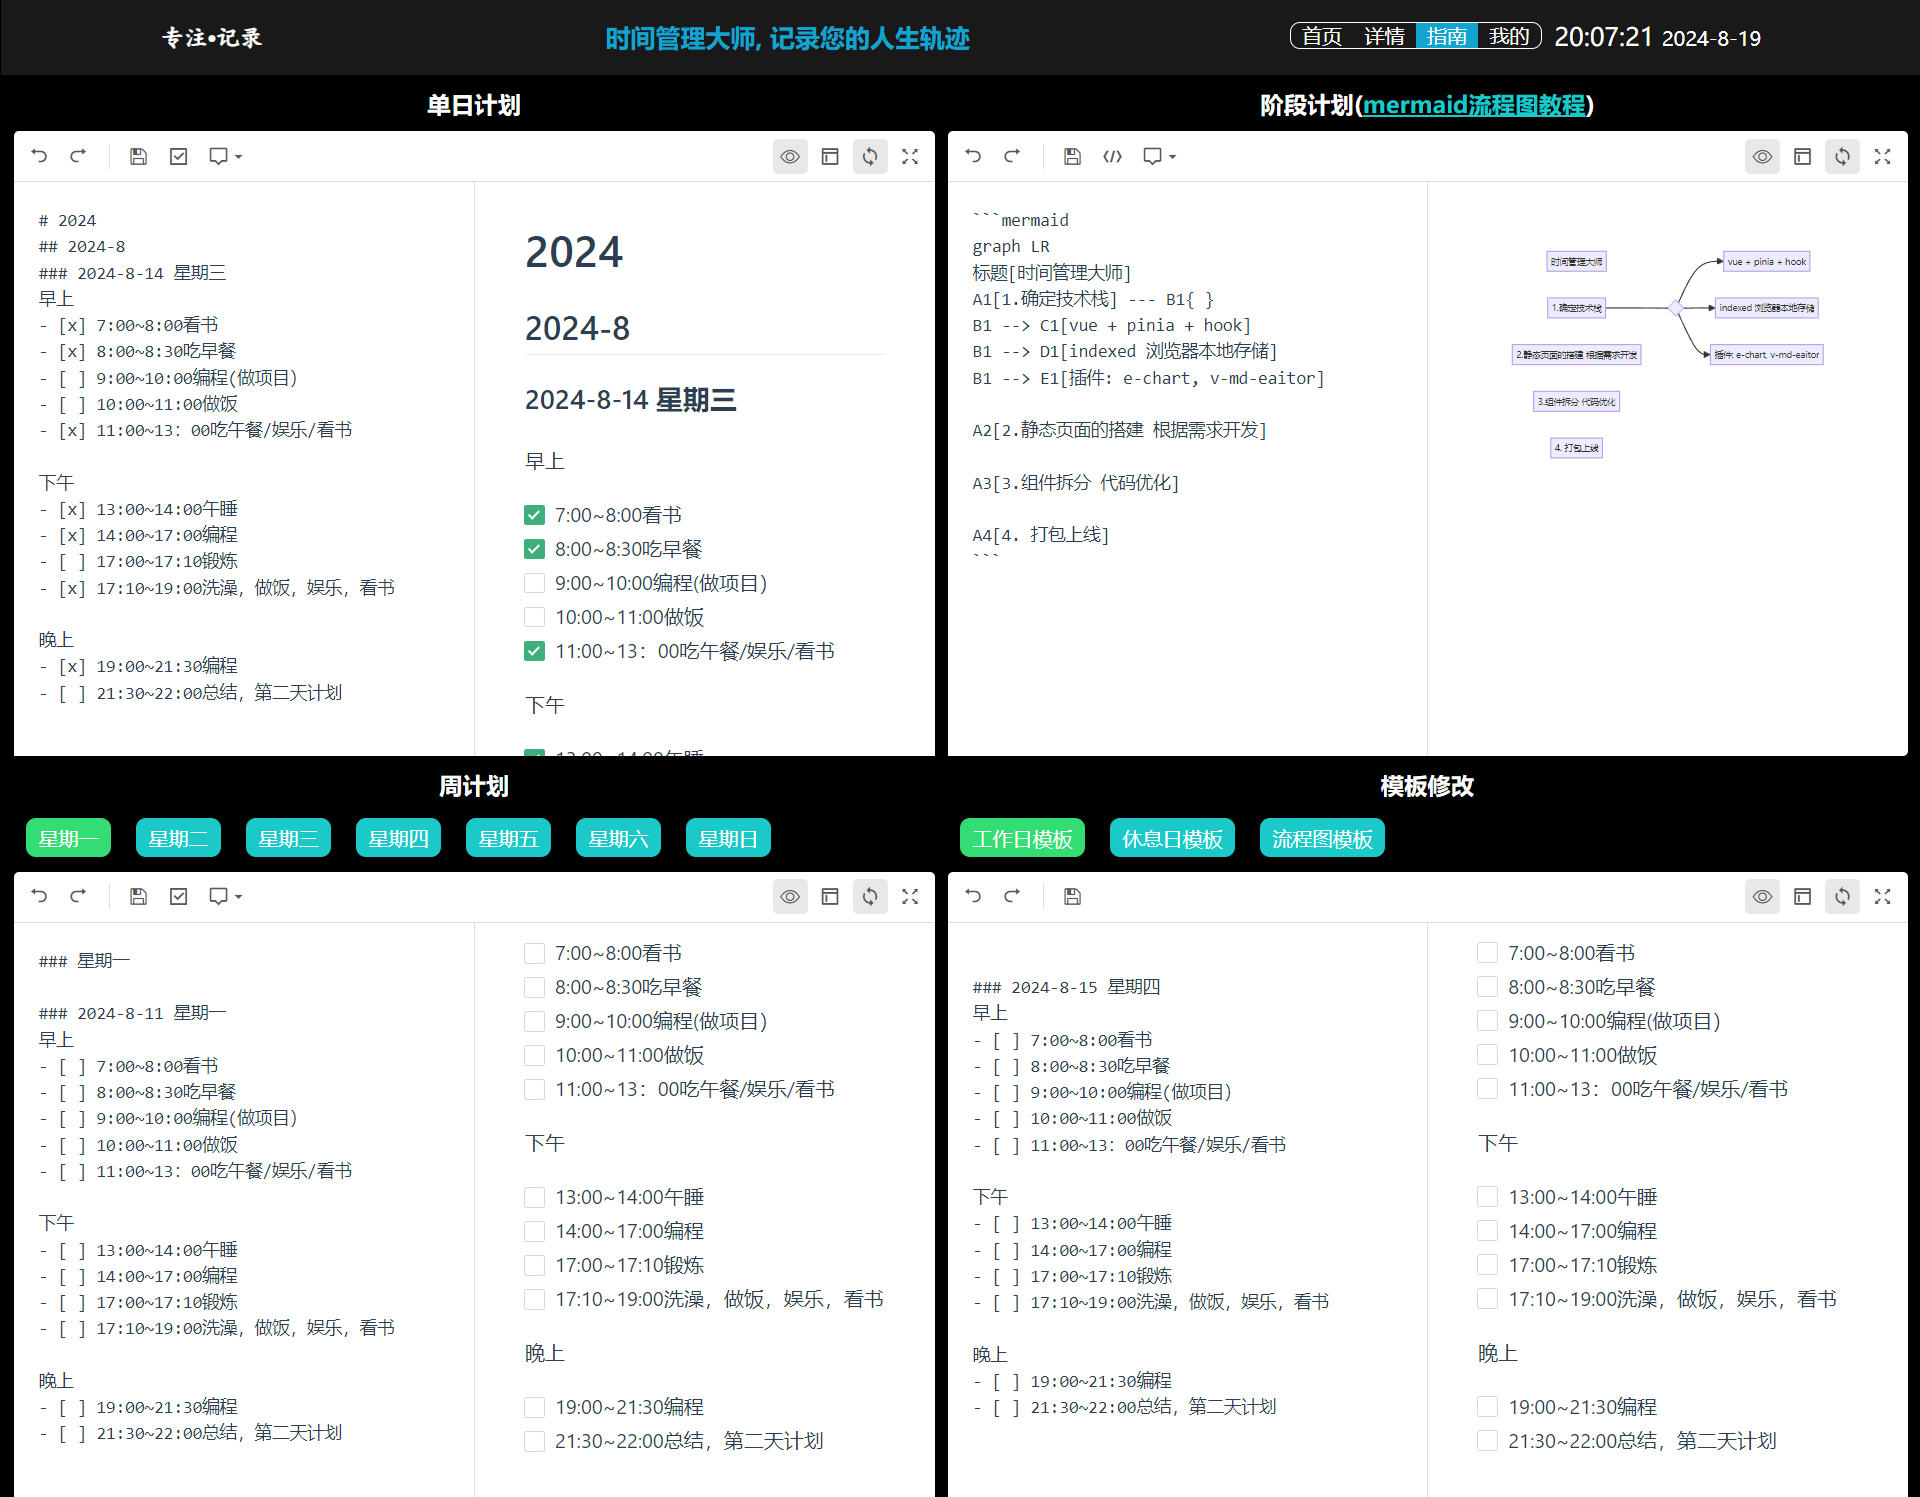 专注•记录
时间管理大师, 记录您的人生轨迹
首页 详情 指南 我的 20:07:21 2024-8-19
单日计划
# 2024
## 2024-8
### 2024-8-14 星期三
早上
- [x] 7:00~8:00看书
- [x] 8:00~8:30吃早餐
- [ ] 9:00~10:00编程(做项目)
- [ ] 10:00~11:00做饭
- [x] 11:00~13：00吃午餐/娱乐/看书
下午
- [x] 13:00~14:00午睡
- [x] 14:00~17:00编程
- [ ] 17:00~17:10锻炼
- [x] 17:10~19:00洗澡，做饭，娱乐，看书
晚上
- [x] 19:00~21:30编程
- [ ] 21:30~22:00总结，第二天计划
2024
2024-8
2024-8-14 星期三
早上
7:00~8:00看书
8:00~8:30吃早餐
9:00~10:00编程(做项目)
10:00~11:00做饭
11:00~13：00吃午餐/娱乐/看书
下午
13:00~14:00午睡
阶段计划(mermaid流程图教程)
```mermaid
graph LR
标题[时间管理大师]
A1[1.确定技术栈] --- B1{ }
B1 --> C1[vue + pinia + hook]
B1 --> D1[indexed 浏览器本地存储]
B1 --> E1[插件: e-chart, v-md-eaitor]
A2[2.静态页面的搭建 根据需求开发]
A3[3.组件拆分 代码优化]
A4[4. 打包上线]
```
时间管理大师
vue + pinia + hook
1.确定技术栈
indexed 浏览器本地存储
2.静态页面的搭建 根据需求开发
插件: e-chart, v-md-eaitor
3.组件拆分 代码优化
4. 打包上线
周计划
星期一 星期二 星期三 星期四 星期五 星期六 星期日
### 星期一
### 2024-8-11 星期一
早上
- [ ] 7:00~8:00看书
- [ ] 8:00~8:30吃早餐
- [ ] 9:00~10:00编程(做项目)
- [ ] 10:00~11:00做饭
- [ ] 11:00~13：00吃午餐/娱乐/看书
下午
- [ ] 13:00~14:00午睡
- [ ] 14:00~17:00编程
- [ ] 17:00~17:10锻炼
- [ ] 17:10~19:00洗澡，做饭，娱乐，看书
晚上
- [ ] 19:00~21:30编程
- [ ] 21:30~22:00总结，第二天计划
7:00~8:00看书
8:00~8:30吃早餐
9:00~10:00编程(做项目)
10:00~11:00做饭
11:00~13：00吃午餐/娱乐/看书
下午
13:00~14:00午睡
14:00~17:00编程
17:00~17:10锻炼
17:10~19:00洗澡，做饭，娱乐，看书
晚上
19:00~21:30编程
21:30~22:00总结，第二天计划
模板修改
工作日模板 休息日模板 流程图模板
### 2024-8-15 星期四
早上
- [ ] 7:00~8:00看书
- [ ] 8:00~8:30吃早餐
- [ ] 9:00~10:00编程(做项目)
- [ ] 10:00~11:00做饭
- [ ] 11:00~13：00吃午餐/娱乐/看书
下午
- [ ] 13:00~14:00午睡
- [ ] 14:00~17:00编程
- [ ] 17:00~17:10锻炼
- [ ] 17:10~19:00洗澡，做饭，娱乐，看书
晚上
- [ ] 19:00~21:30编程
- [ ] 21:30~22:00总结，第二天计划
7:00~8:00看书
8:00~8:30吃早餐
9:00~10:00编程(做项目)
10:00~11:00做饭
11:00~13：00吃午餐/娱乐/看书
下午
13:00~14:00午睡
14:00~17:00编程
17:00~17:10锻炼
17:10~19:00洗澡，做饭，娱乐，看书
晚上
19:00~21:30编程
21:30~22:00总结，第二天计划